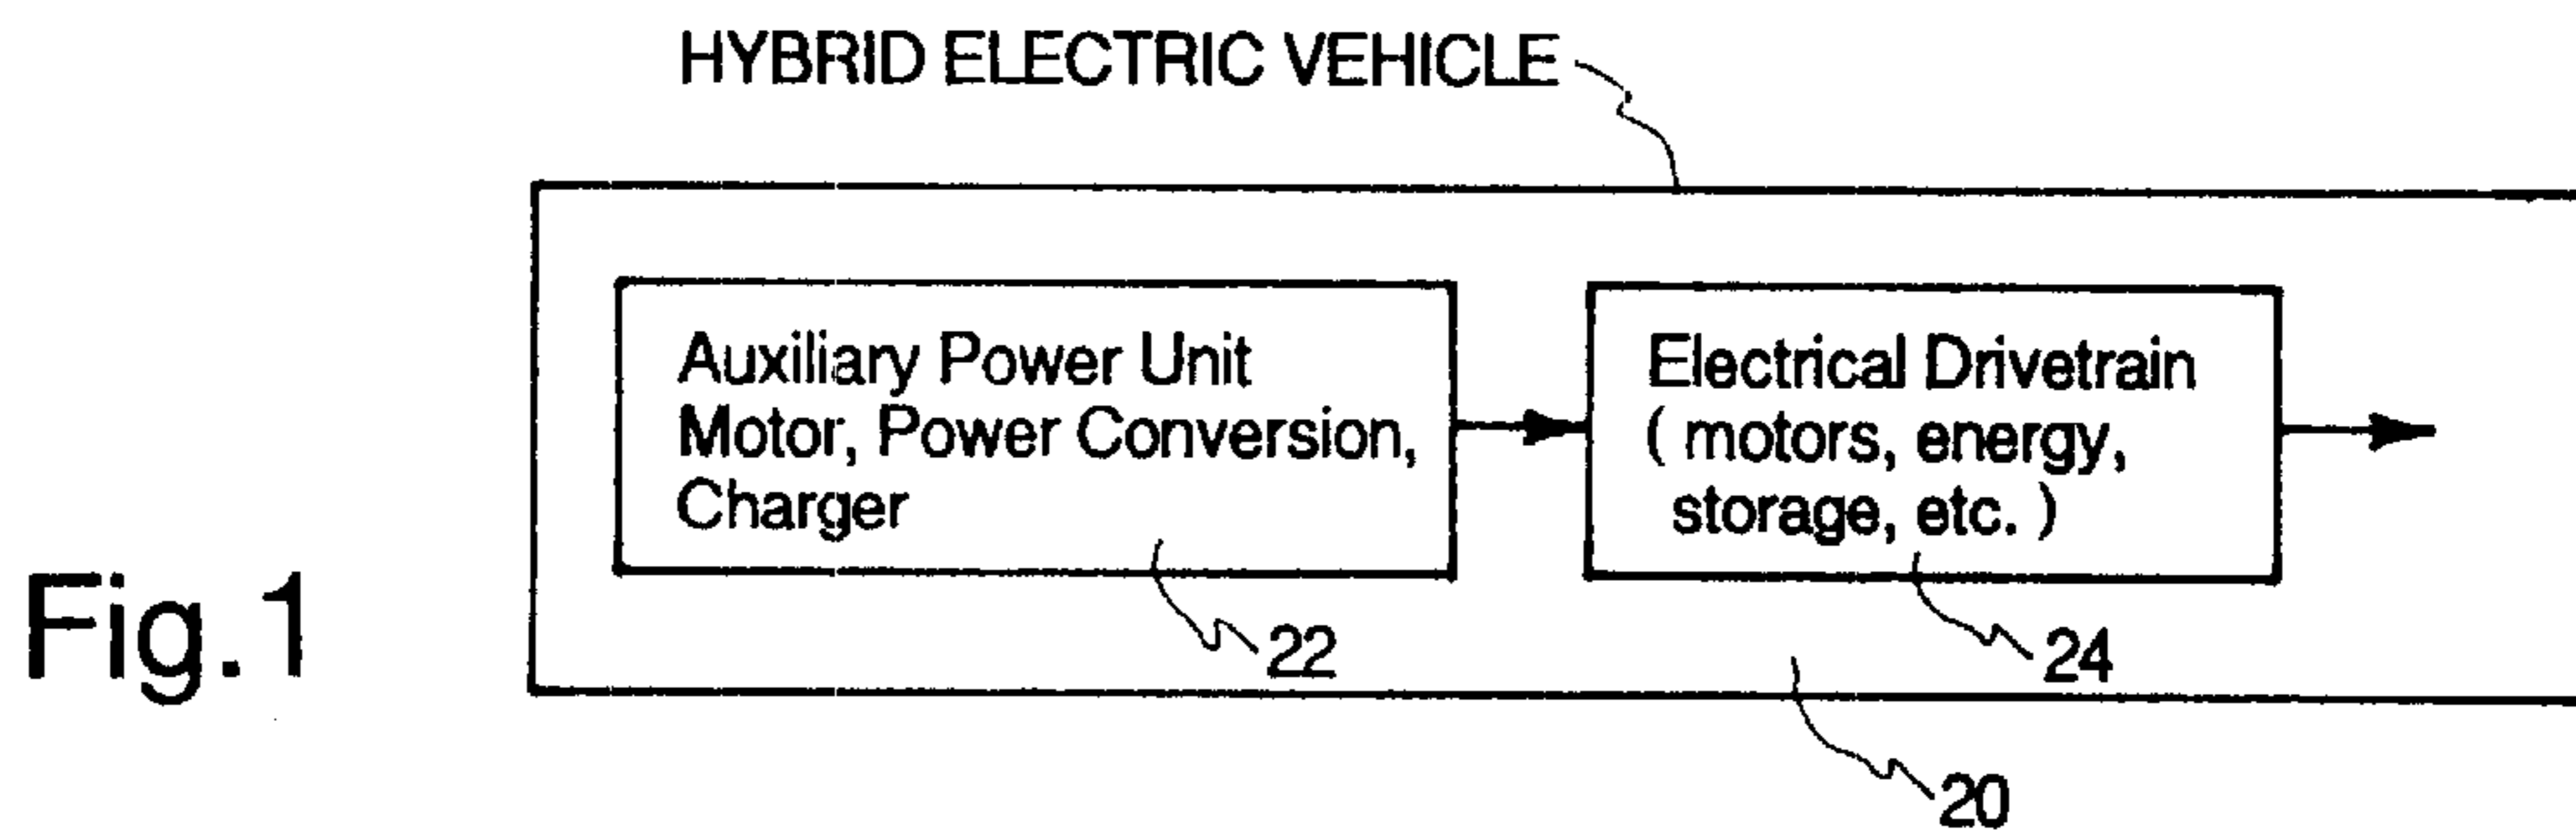 HYBRID ELECTRIC VEHICLE
Auxiliary Power Unit
Motor, Power Conversion,
Charger
Electrical Drivetrain
( motors, energy,
storage, etc. )
22
24
20
Fig.1